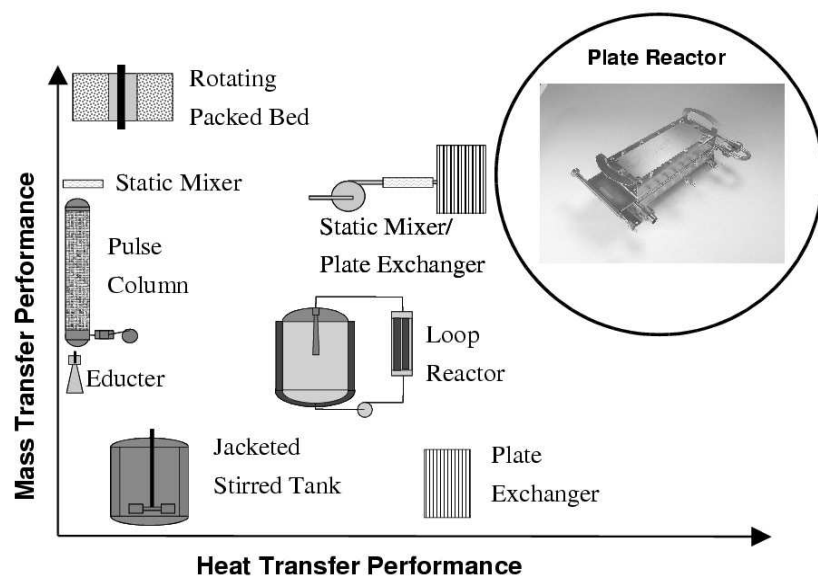 Plate Reactor
Rotating
Packed Bed
Static Mixer
Static Mixer/
Plate Exchanger
Pulse
Column
Loop
Reactor
Educter
Jacketed
Stirred Tank
Plate
Exchanger
Mass Transfer Performance
Heat Transfer Performance